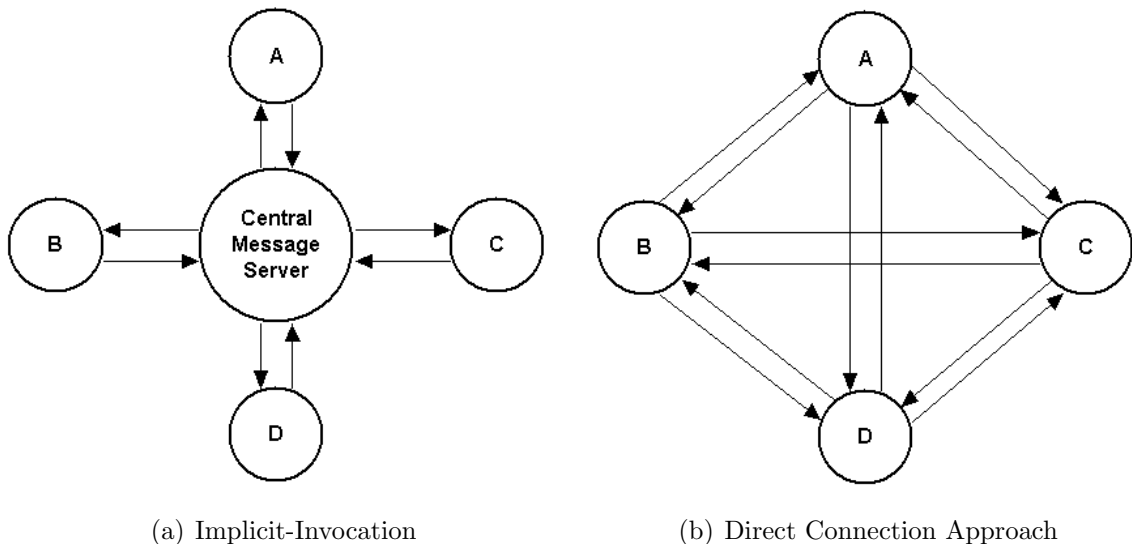 A
Central
Message
Server
B
C
D
(a) Implicit-Invocation
A
B
C
D
(b) Direct Connection Approach